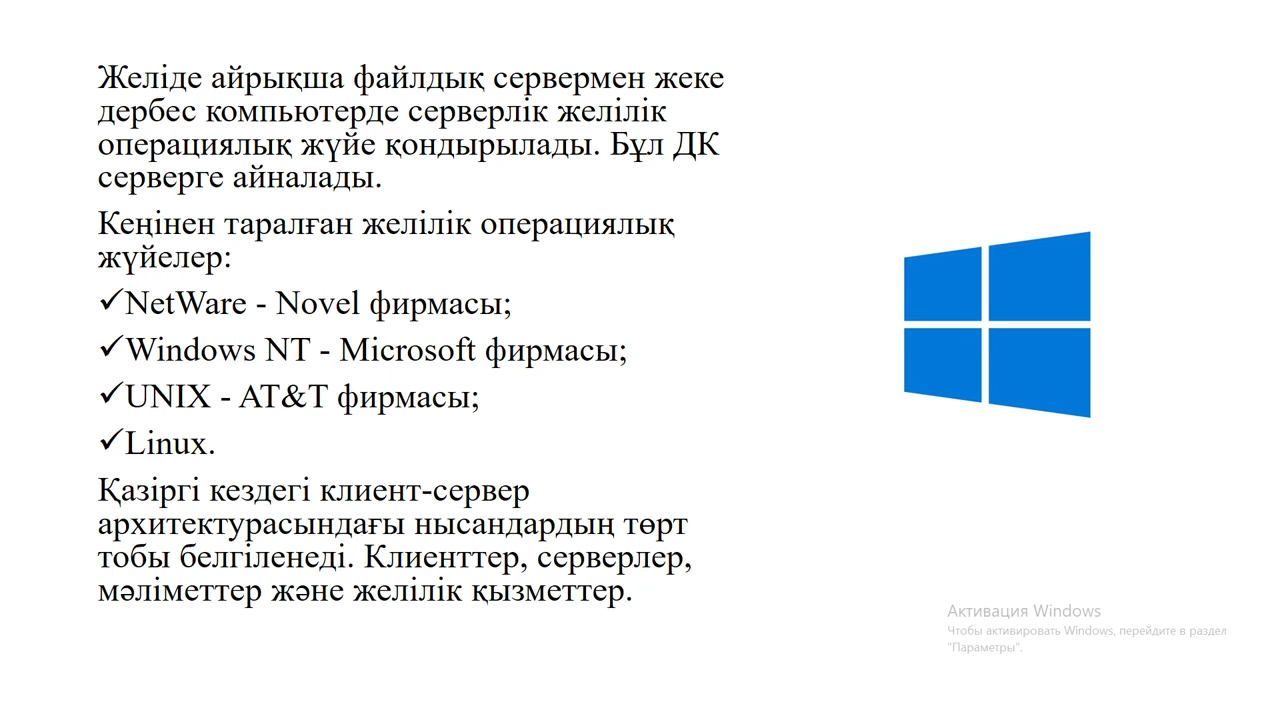 Желіде айрықша файлдық сервермен жеке
дербес компьютерде серверлік желілік
операциялық жүйе қондырылады. Бұл ДК
серверге айналады.
Кеңінен таралған желілік операциялық
жүйелер:
✓NetWare - Novel фирмасы;
✓Windows NT - Microsoft фирмасы;
✓UNIX - AT&T фирмасы;
✓Linux.
Қазіргі кездегі клиент-сервер
архитектурасындағы нысандардың төрт
тобы белгіленеді. Клиенттер, серверлер,
мәліметтер және желілік қызметтер.
Активация Windows
Чтобы активировать Windows, перейдите в раздел
"Параметры".